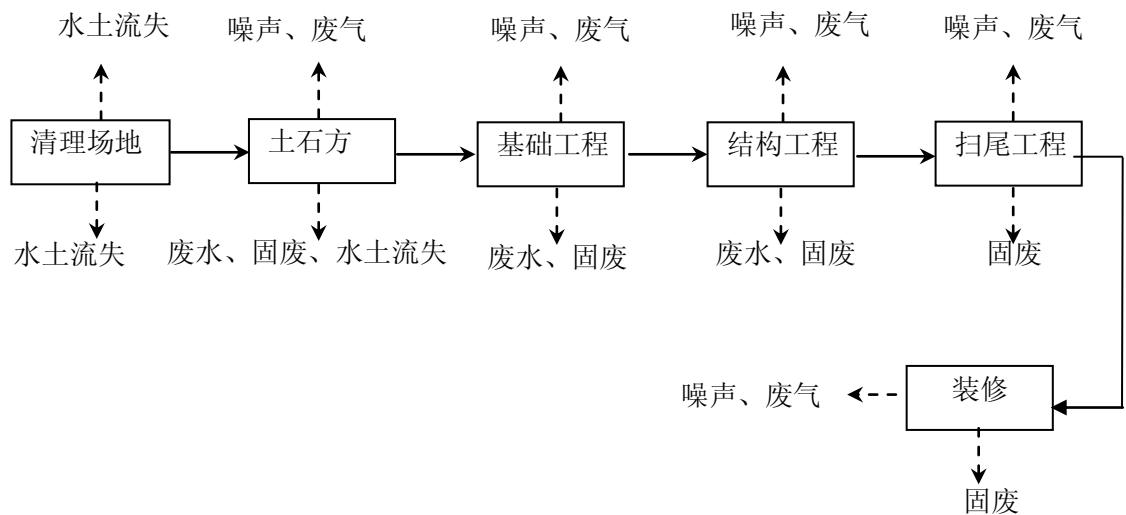 水土流失
噪声、废气
噪声、废气
噪声、废气
噪声、废气
清理场地
土石方
基础工程
结构工程
扫尾工程
水土流失
废水、固废、水土流失
废水、固废
废水、固废
固废
噪声、废气
装修
固废